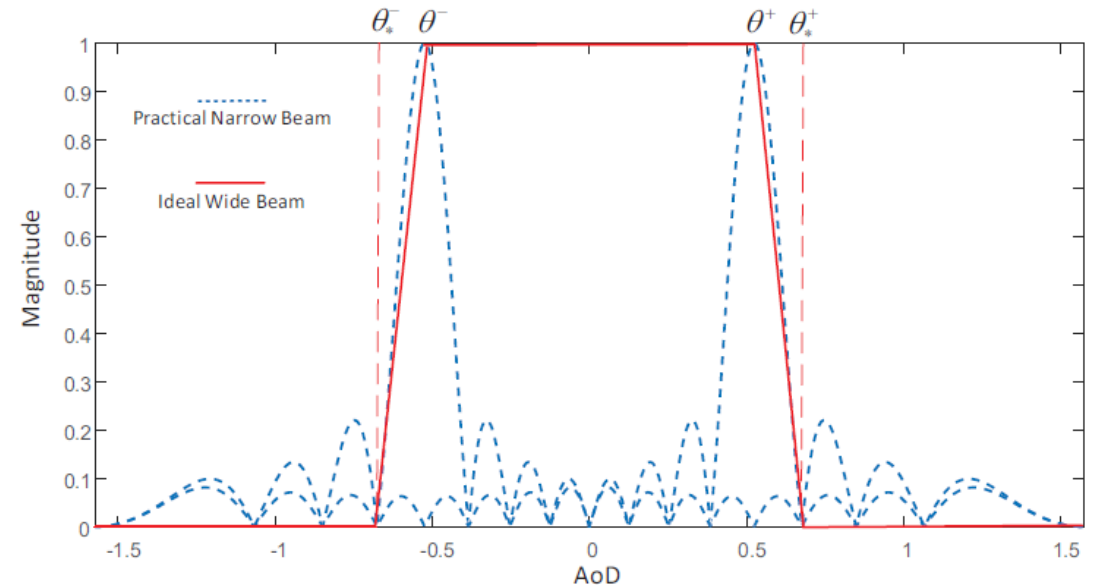 θ*⁻ θ⁻ θ⁺ θ*⁺
1
0.9
0.8
0.7
0.6
0.5
0.4
0.3
0.2
0.1
0
Magnitude
Practical Narrow Beam
Ideal Wide Beam
-1.5 -1 -0.5 0 0.5 1 1.5
AoD